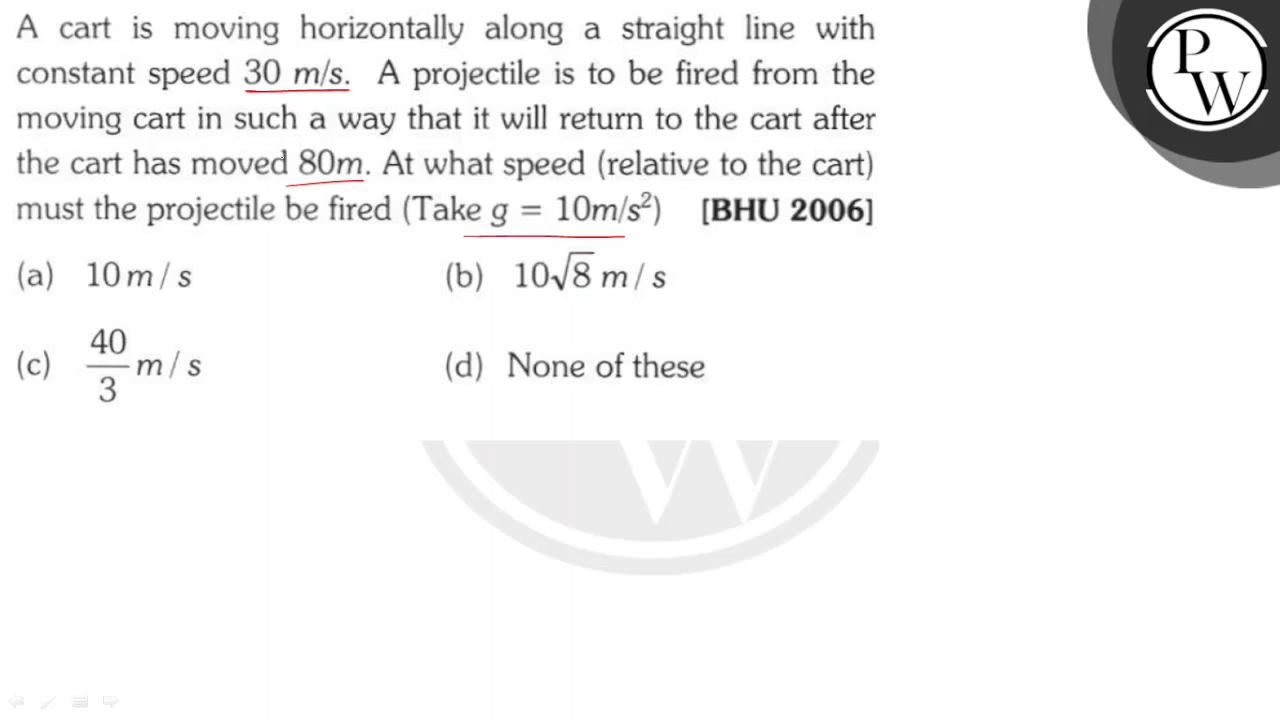 A cart is moving horizontally along a straight line with
constant speed 30 m/s. A projectile is to be fired from the
moving cart in such a way that it will return to the cart after
the cart has moved 80m. At what speed (relative to the cart)
must the projectile be fired (Take g = 10m/s²) [BHU 2006]
(a) 10 m / s (b) 10√8 m / s
(c) 40/3 m / s (d) None of these
P
W
W